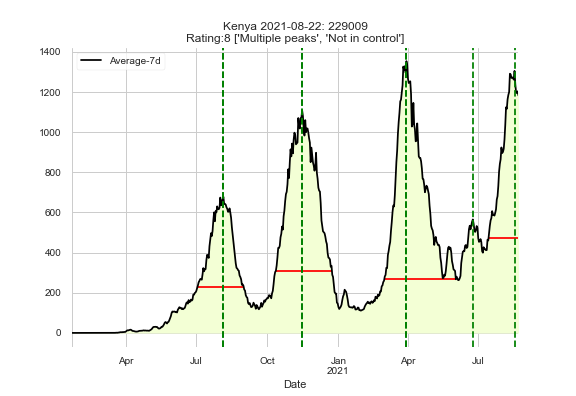 Kenya 2021-08-22: 229009
Rating:8 ['Multiple peaks', 'Not in control']
1400
Average-7d
1200
1000
800
600
400
200
0
Apr
Jul
Oct
Jan
2021
Apr
Jul
Date